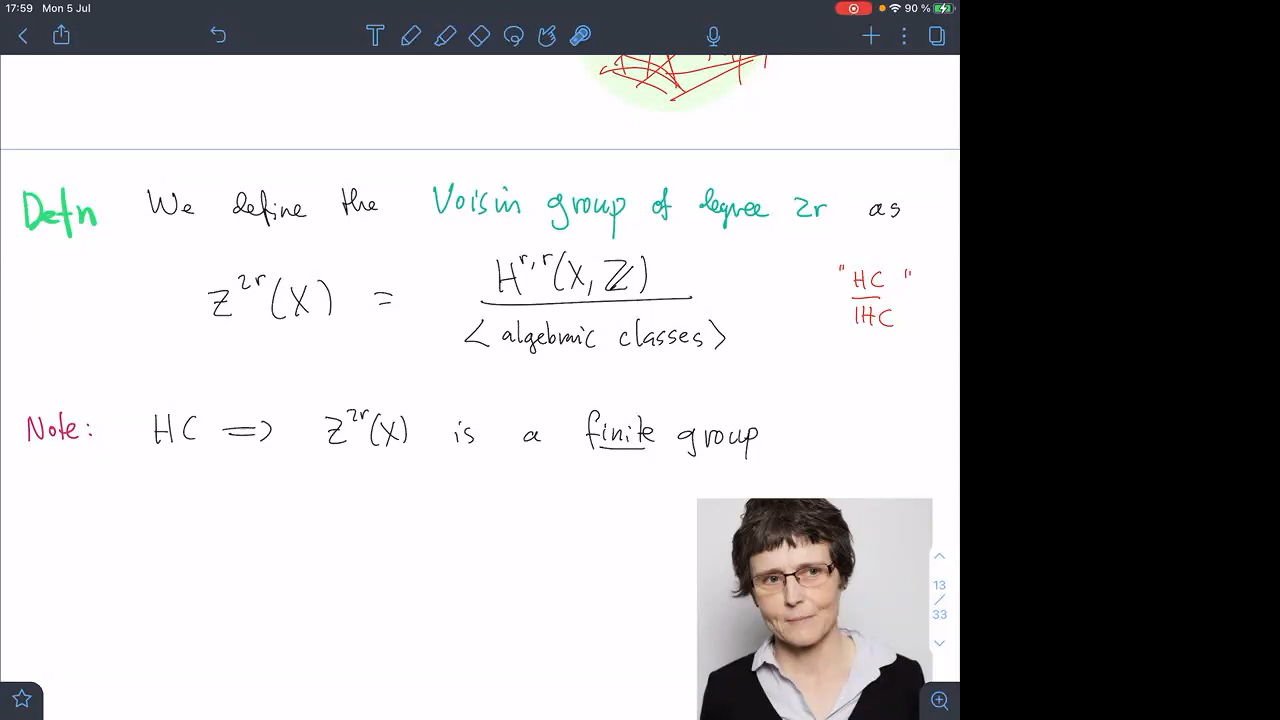 17:59 Mon 5 Jul 90 %
Defn We define the Voisin group of degree 2r as
Z^{2r}(X) = H^{r,r}(X, ℤ) / < algebraic classes >
"HC / IHC"
Note: HC ⟹ Z^{2r}(X) is a finite group
13
/
33